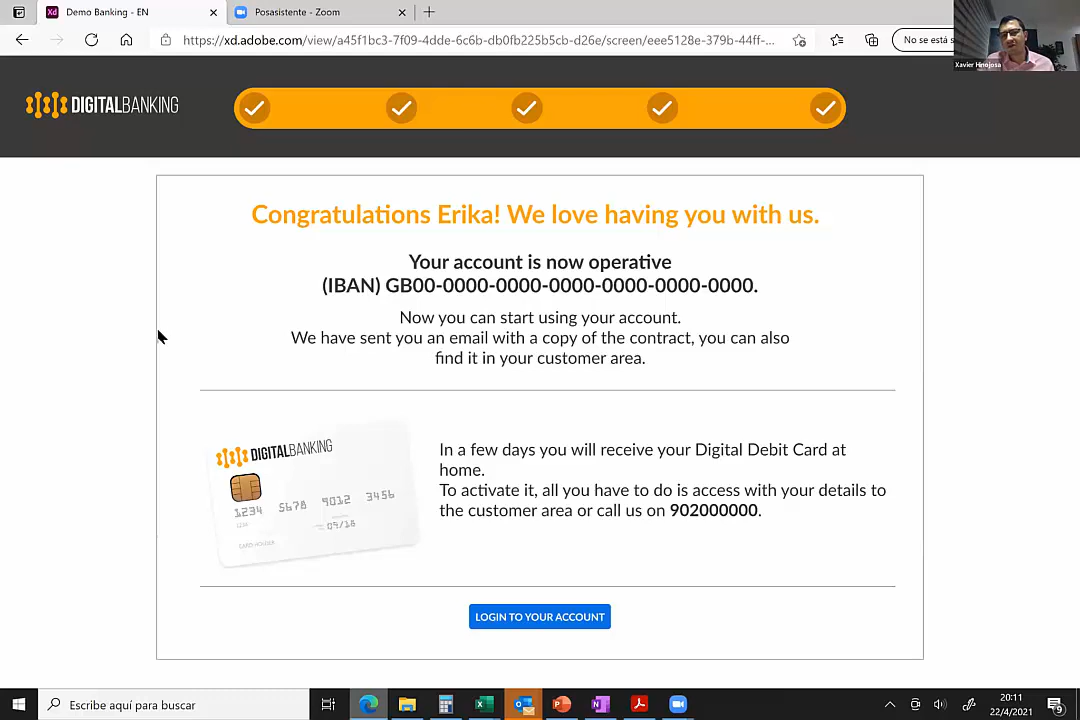 Demo Banking - EN
Posasistente - Zoom
https://xd.adobe.com/view/a45f1bc3-7f09-4dde-6c6b-db0fb225b5cb-d26e/screen/eee5128e-379b-44ff-...
No se está s
Xavier Hnojosa
DIGITALBANKING
Congratulations Erika! We love having you with us.
Your account is now operative
(IBAN) GB00-0000-0000-0000-0000-0000-0000.
Now you can start using your account.
We have sent you an email with a copy of the contract, you can also
find it in your customer area.
DIGITALBANKING
1234 5678 9012 3456
09/18
CARD HOLDER
In a few days you will receive your Digital Debit Card at
home.
To activate it, all you have to do is access with your details to
the customer area or call us on 902000000.
LOGIN TO YOUR ACCOUNT
Escribe aquí para buscar
20:11
22/4/2021
9